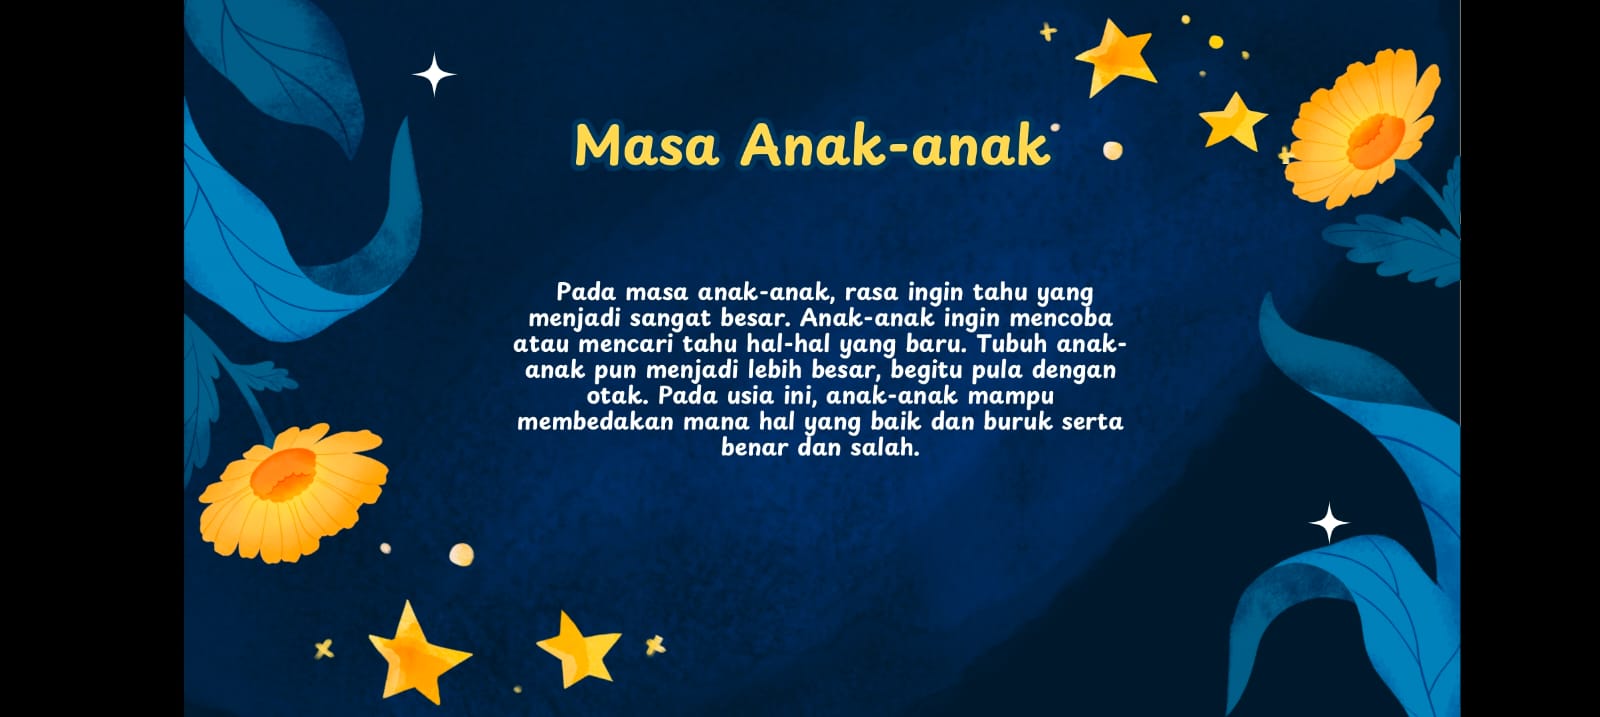 Masa Anak-anak
Pada masa anak-anak, rasa ingin tahu yang
menjadi sangat besar. Anak-anak ingin mencoba
atau mencari tahu hal-hal yang baru. Tubuh anak-
anak pun menjadi lebih besar, begitu pula dengan
otak. Pada usia ini, anak-anak mampu
membedakan mana hal yang baik dan buruk serta
benar dan salah.